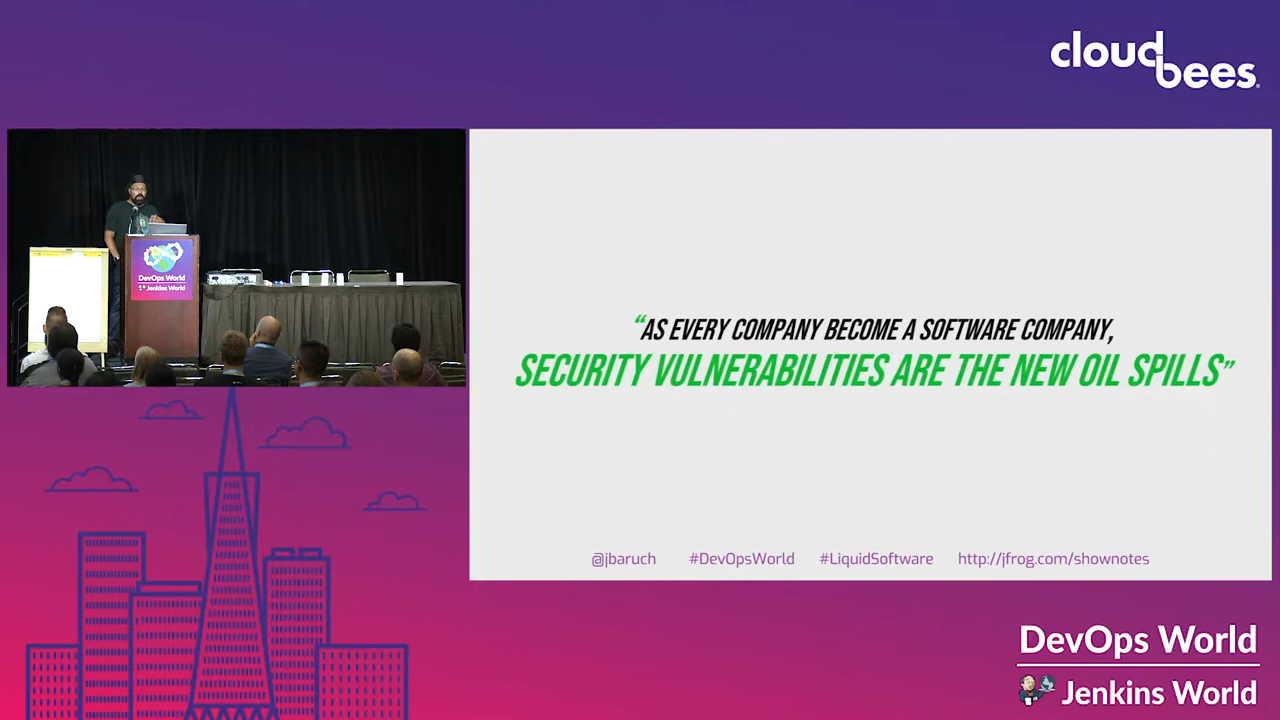 cloudbees.
DevOps World
Jenkins World
“AS EVERY COMPANY BECOME A SOFTWARE COMPANY,
SECURITY VULNERABILITIES ARE THE NEW OIL SPILLS”
@jbaruch #DevOpsWorld #LiquidSoftware http://jfrog.com/shownotes
DevOps World
Jenkins World